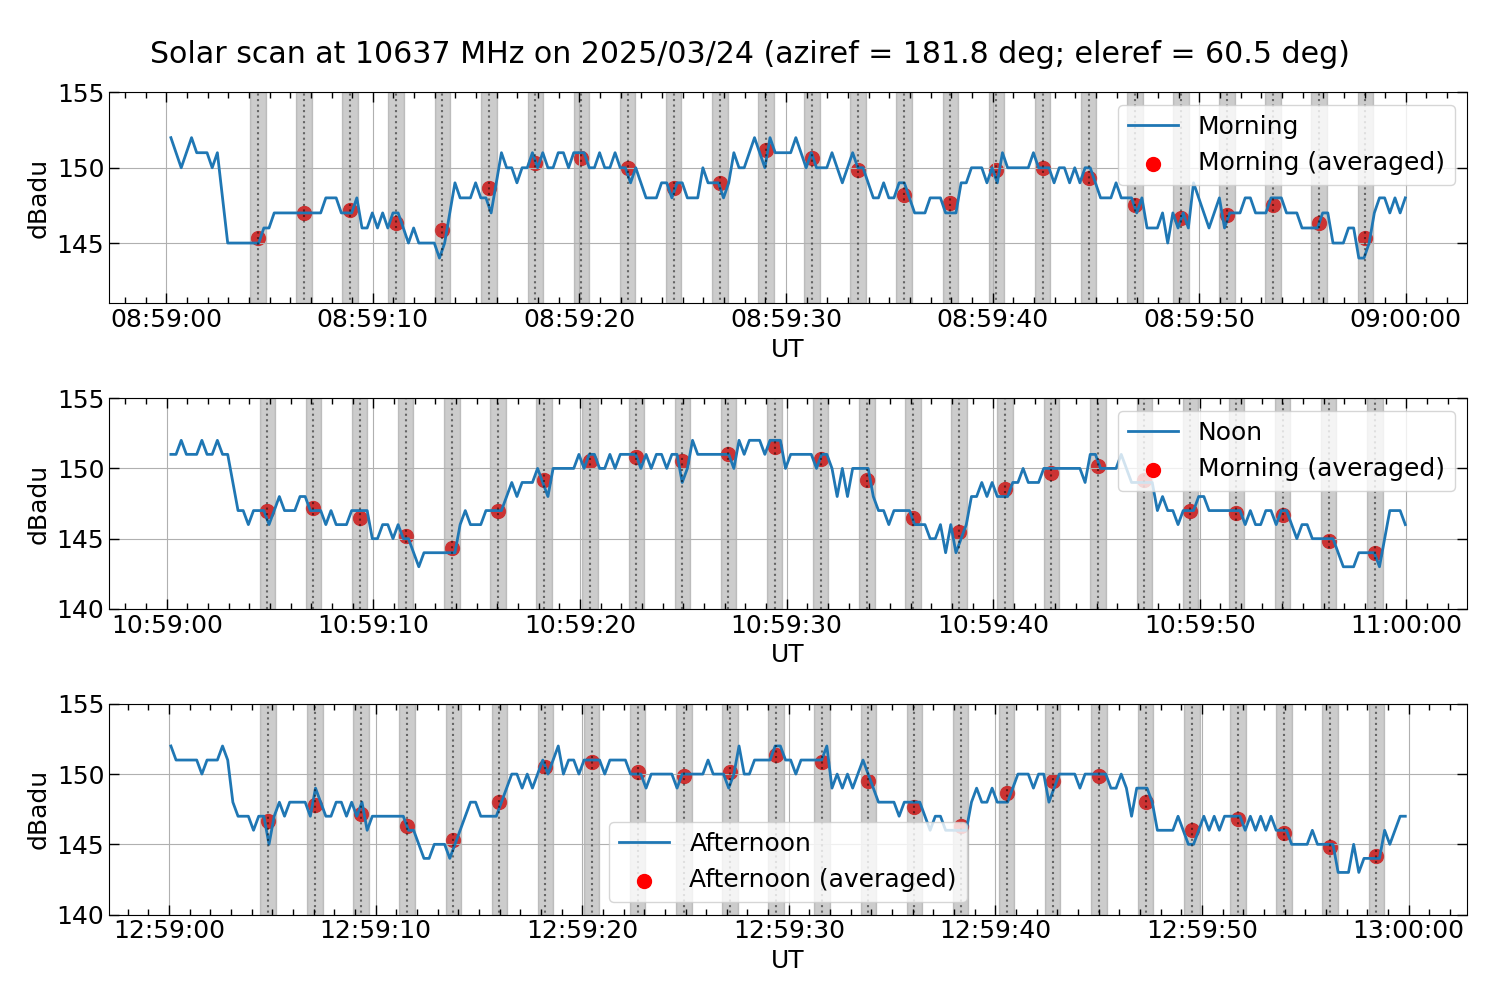 Solar scan at 10637 MHz on 2025/03/24 (aziref = 181.8 deg; eleref = 60.5 deg)
155
150
145
dBadu
Morning
Morning (averaged)
08:59:00 08:59:10 08:59:20 08:59:30 08:59:40 08:59:50 09:00:00
UT
155
150
145
140
dBadu
Noon
Morning (averaged)
10:59:00 10:59:10 10:59:20 10:59:30 10:59:40 10:59:50 11:00:00
UT
155
150
145
140
dBadu
Afternoon
Afternoon (averaged)
12:59:00 12:59:10 12:59:20 12:59:30 12:59:40 12:59:50 13:00:00
UT